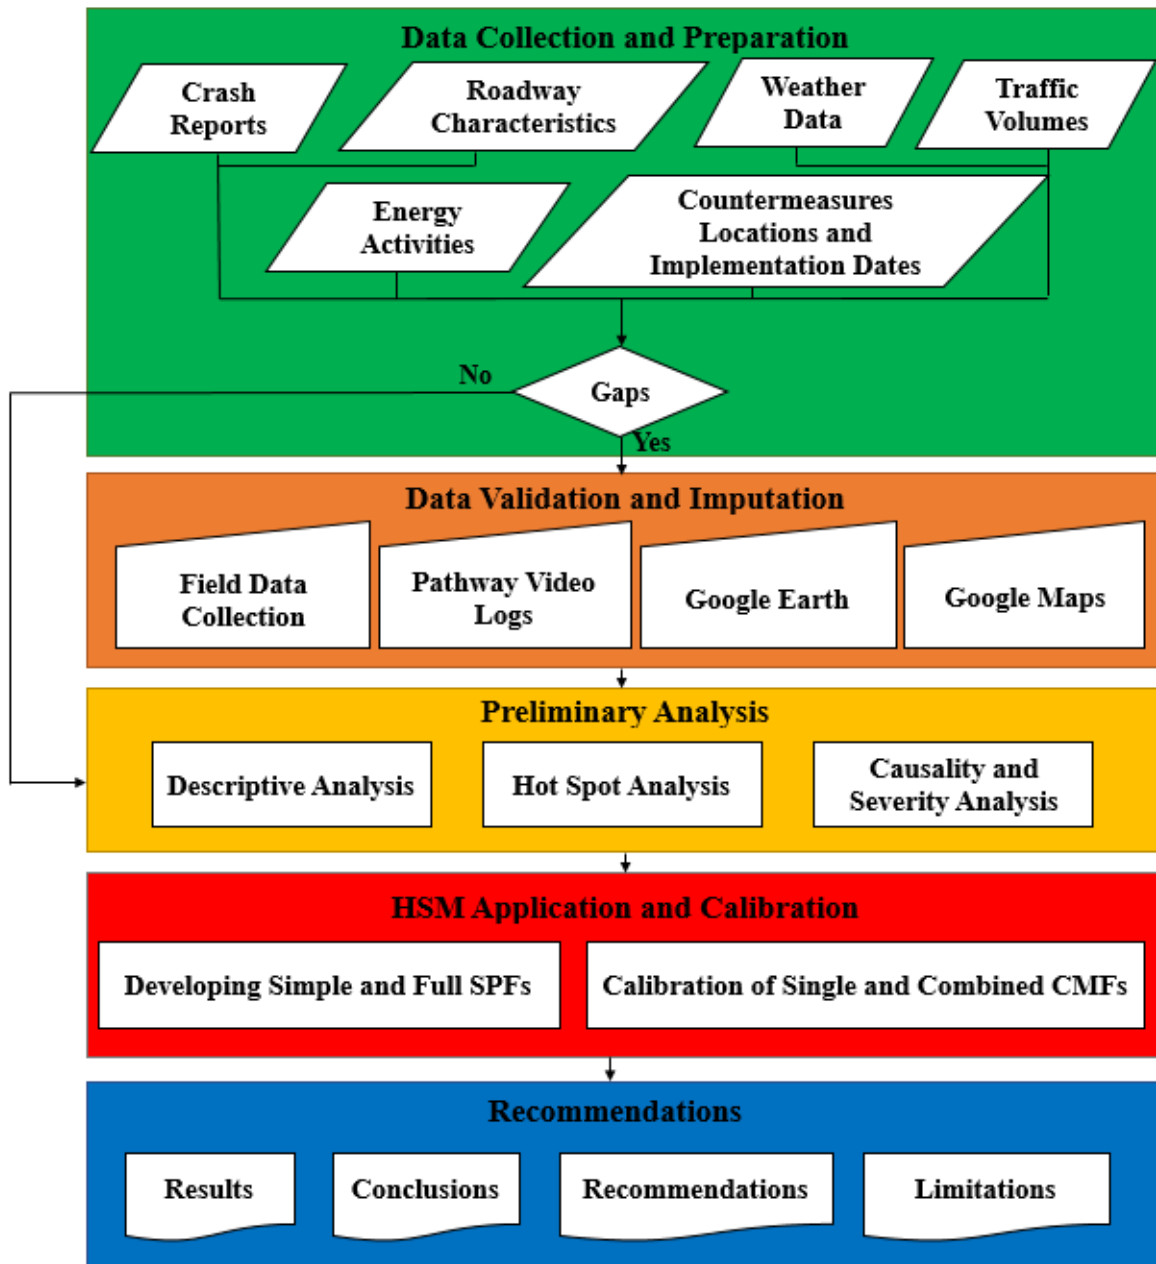 Data Collection and Preparation
Crash
Reports
Roadway
Characteristics
Weather
Data
Traffic
Volumes
Energy
Activities
Countermeasures
Locations and
Implementation Dates
No
Gaps
Yes
Data Validation and Imputation
Field Data
Collection
Pathway Video
Logs
Google Earth
Google Maps
Preliminary Analysis
Descriptive Analysis
Hot Spot Analysis
Causality and
Severity Analysis
HSM Application and Calibration
Developing Simple and Full SPFs
Calibration of Single and Combined CMFs
Recommendations
Results
Conclusions
Recommendations
Limitations